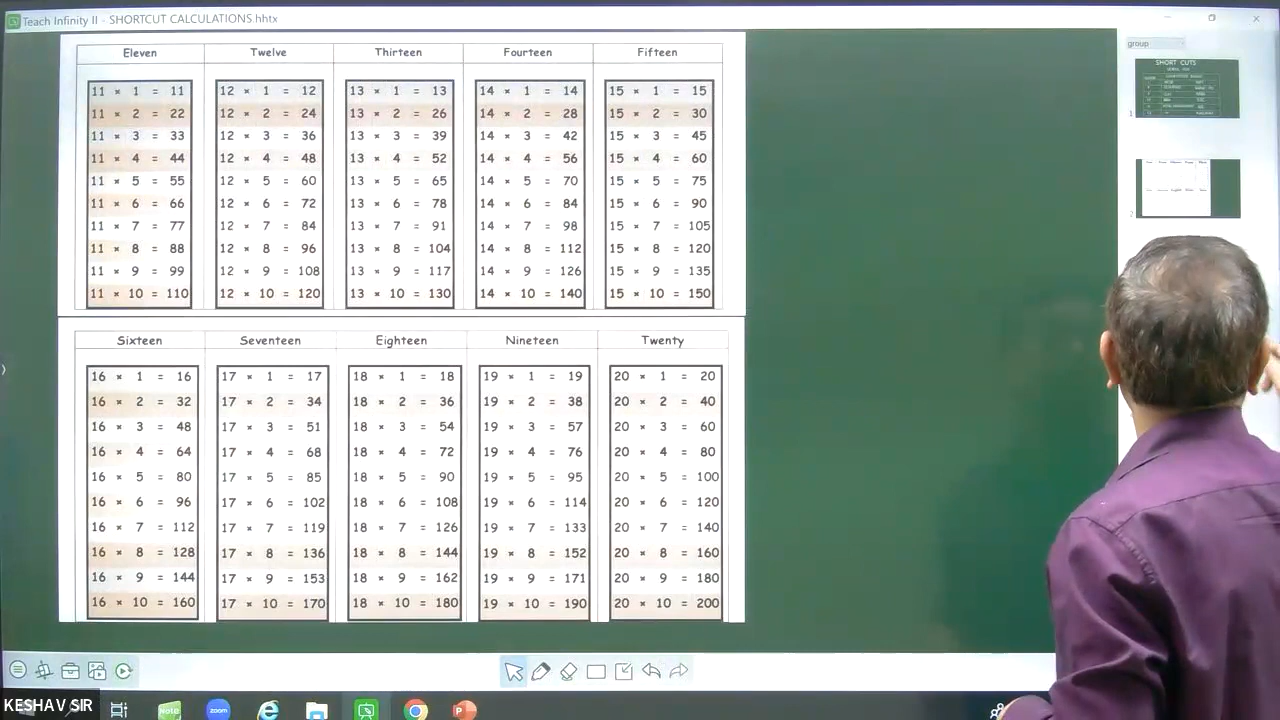 Teach Infinity II - SHORTCUT CALCULATIONS.hhtx
group
SHORT CUTS
1
2
Eleven Twelve Thirteen Fourteen Fifteen
11 × 1 = 11 12 × 1 = 12 13 × 1 = 13 14 × 1 = 14 15 × 1 = 15
11 × 2 = 22 12 × 2 = 24 13 × 2 = 26 14 × 2 = 28 15 × 2 = 30
11 × 3 = 33 12 × 3 = 36 13 × 3 = 39 14 × 3 = 42 15 × 3 = 45
11 × 4 = 44 12 × 4 = 48 13 × 4 = 52 14 × 4 = 56 15 × 4 = 60
11 × 5 = 55 12 × 5 = 60 13 × 5 = 65 14 × 5 = 70 15 × 5 = 75
11 × 6 = 66 12 × 6 = 72 13 × 6 = 78 14 × 6 = 84 15 × 6 = 90
11 × 7 = 77 12 × 7 = 84 13 × 7 = 91 14 × 7 = 98 15 × 7 = 105
11 × 8 = 88 12 × 8 = 96 13 × 8 = 104 14 × 8 = 112 15 × 8 = 120
11 × 9 = 99 12 × 9 = 108 13 × 9 = 117 14 × 9 = 126 15 × 9 = 135
11 × 10 = 110 12 × 10 = 120 13 × 10 = 130 14 × 10 = 140 15 × 10 = 150
Sixteen Seventeen Eighteen Nineteen Twenty
16 × 1 = 16 17 × 1 = 17 18 × 1 = 18 19 × 1 = 19 20 × 1 = 20
16 × 2 = 32 17 × 2 = 34 18 × 2 = 36 19 × 2 = 38 20 × 2 = 40
16 × 3 = 48 17 × 3 = 51 18 × 3 = 54 19 × 3 = 57 20 × 3 = 60
16 × 4 = 64 17 × 4 = 68 18 × 4 = 72 19 × 4 = 76 20 × 4 = 80
16 × 5 = 80 17 × 5 = 85 18 × 5 = 90 19 × 5 = 95 20 × 5 = 100
16 × 6 = 96 17 × 6 = 102 18 × 6 = 108 19 × 6 = 114 20 × 6 = 120
16 × 7 = 112 17 × 7 = 119 18 × 7 = 126 19 × 7 = 133 20 × 7 = 140
16 × 8 = 128 17 × 8 = 136 18 × 8 = 144 19 × 8 = 152 20 × 8 = 160
16 × 9 = 144 17 × 9 = 153 18 × 9 = 162 19 × 9 = 171 20 × 9 = 180
16 × 10 = 160 17 × 10 = 170 18 × 10 = 180 19 × 10 = 190 20 × 10 = 200
KESHAV SIR
Note
zoom